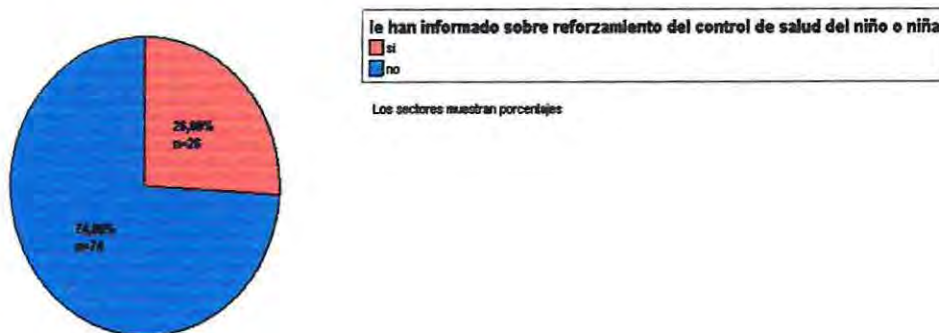 le han informado sobre reforzamiento del control de salud del niño o niña
si
no
Los sectores muestran porcentajes
26,00%
n=26
74,00%
n=74